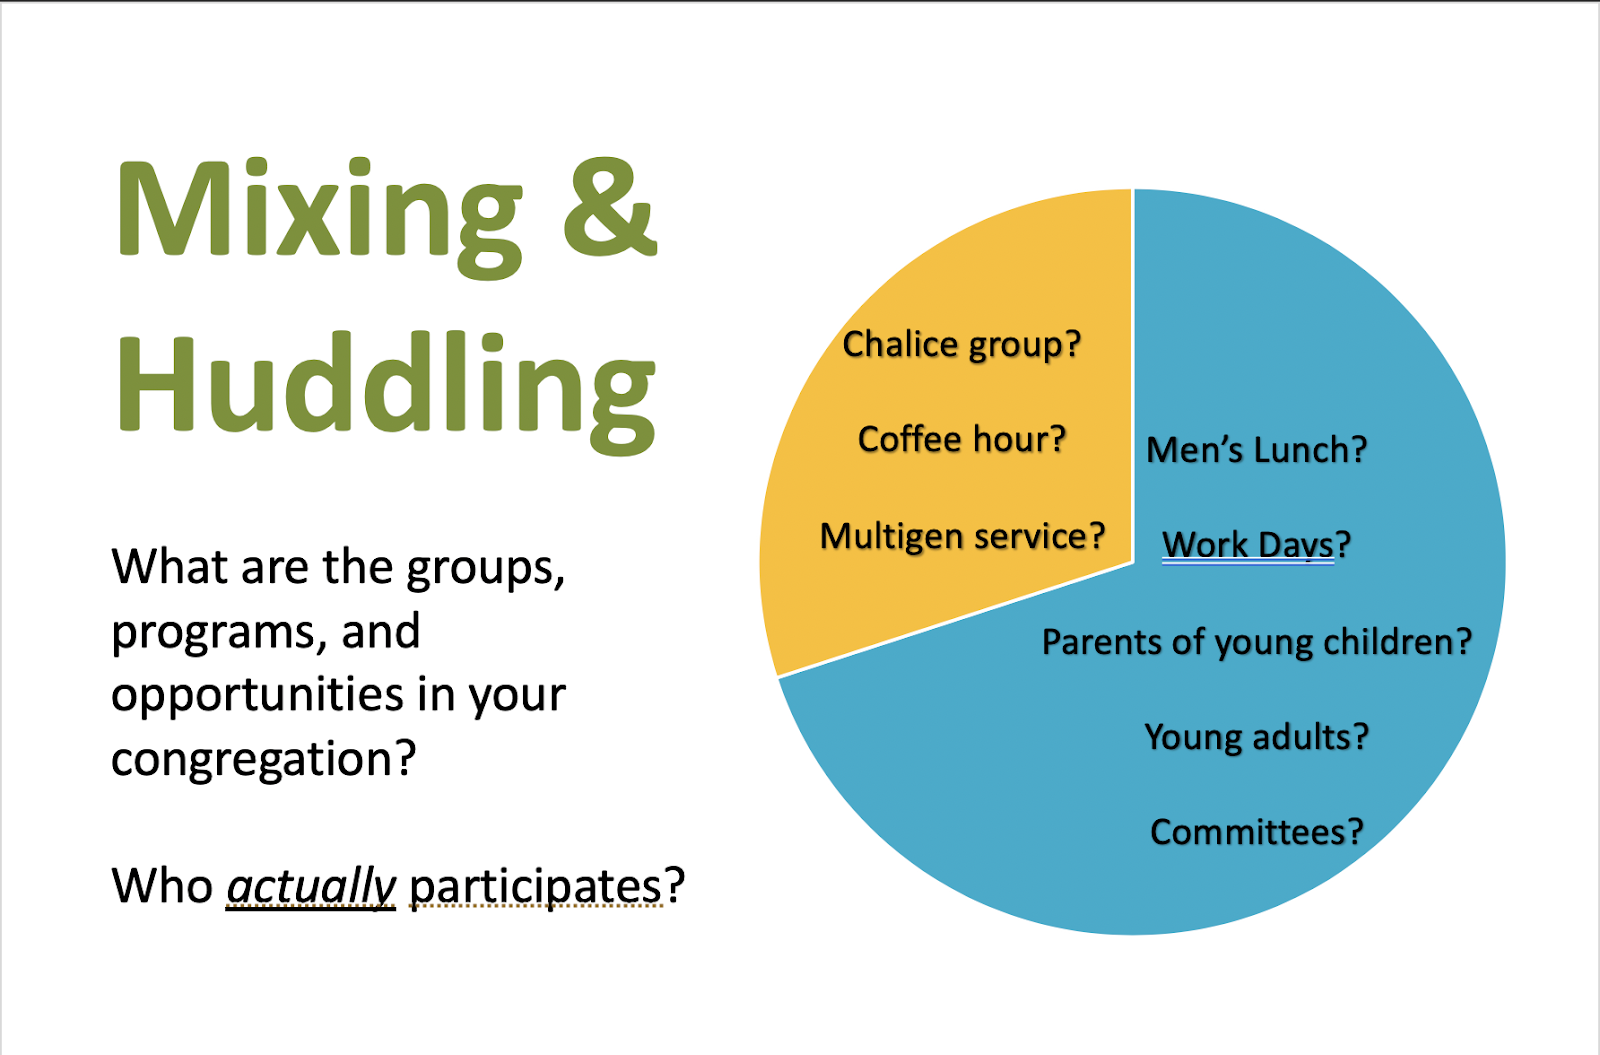 Mixing &
Huddling
What are the groups,
programs, and
opportunities in your
congregation?
Who actually participates?
Chalice group?
Coffee hour?
Multigen service?
Men’s Lunch?
Work Days?
Parents of young children?
Young adults?
Committees?